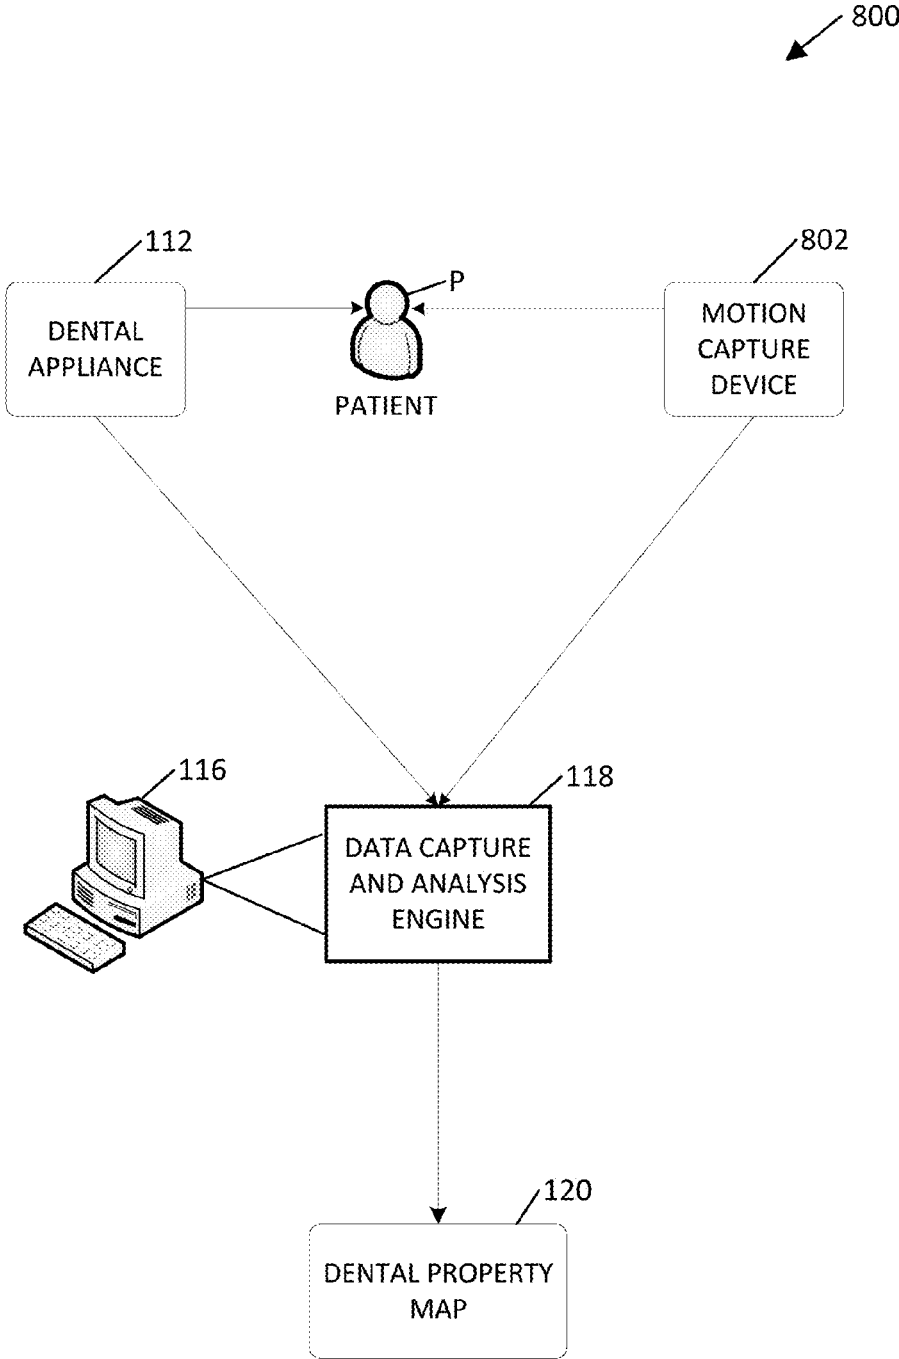 800
112
P
802
DENTAL
APPLIANCE
MOTION
CAPTURE
DEVICE
PATIENT
116
118
DATA CAPTURE
AND ANALYSIS
ENGINE
120
DENTAL PROPERTY
MAP